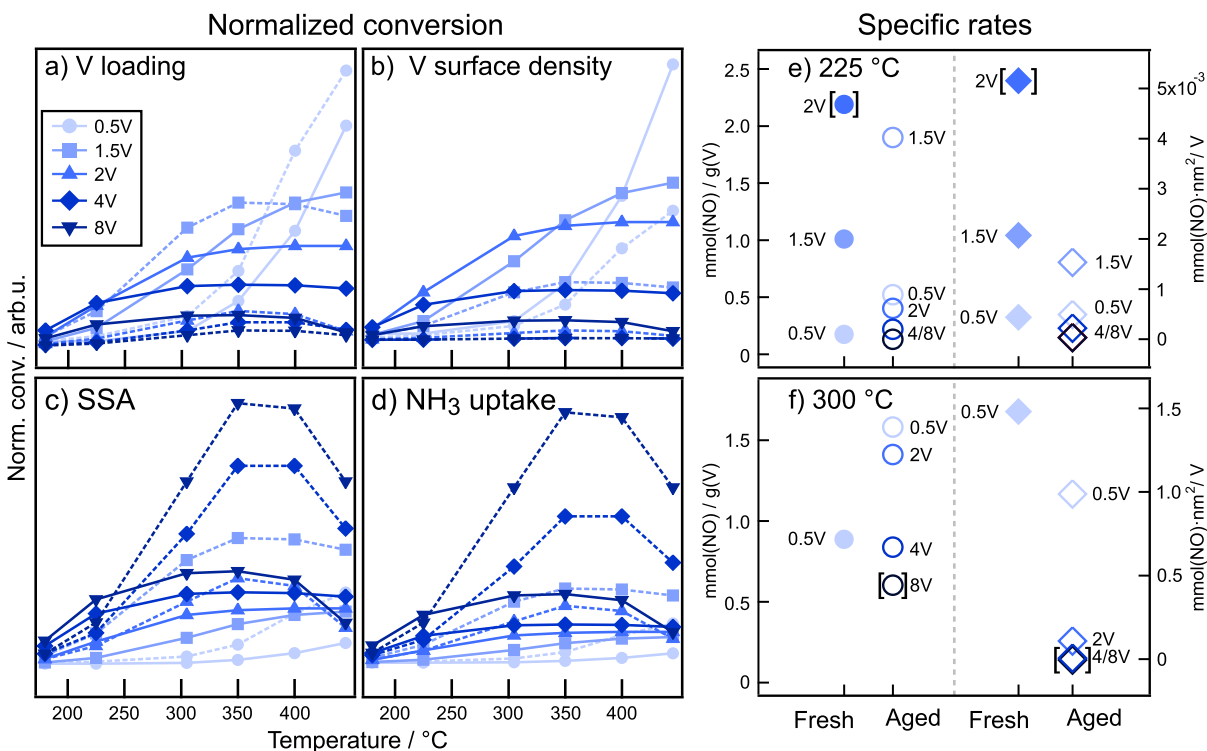 Normalized conversion
Specific rates
a) V loading
b) V surface density
0.5V
1.5V
2V
4V
8V
c) SSA
d) NH₃ uptake
Norm. conv. / arb.u.
200 250 300 350 400
200 250 300 350 400
Temperature / °C
e) 225 °C
2.5
2.0
1.5
1.0
0.5
0
mmol(NO) / g(V)
2V[ ]
1.5V
0.5V
1.5V
0.5V
2V
4/8V
2V[ ]
1.5V
0.5V
1.5V
0.5V
4/8V
5x10⁻³
4
3
2
1
0
mmol(NO)·nm²/ V
f) 300 °C
1.5
1.0
0.5
0
mmol(NO) / g(V)
0.5V
0.5V
2V
4V
[ ]8V
0.5V
0.5V
2V
[ ]4/8V
1.5
1.0
0.5
0
mmol(NO)·nm²/ V
Fresh Aged Fresh Aged